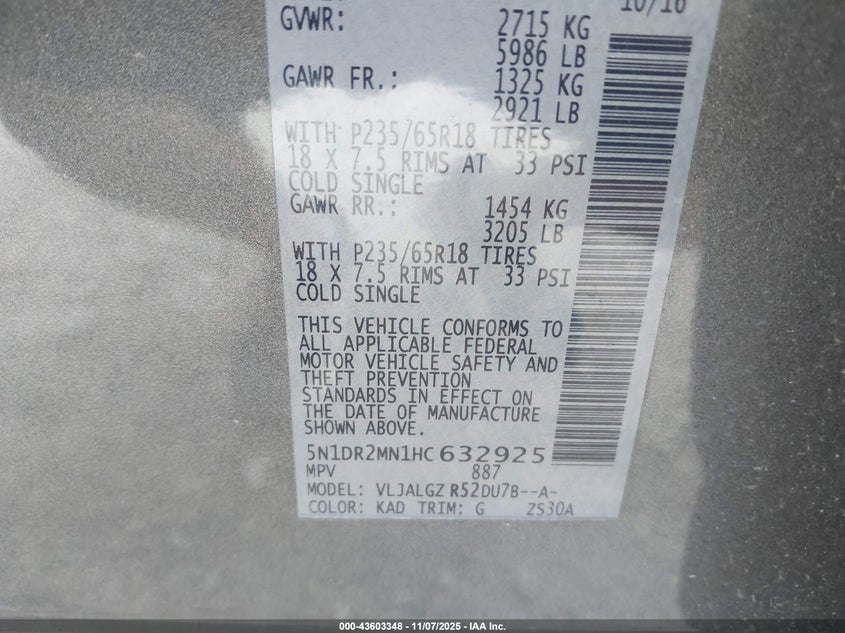 10/16
GVWR: 2715 KG
5986 LB
GAWR FR.: 1325 KG
2921 LB
WITH P235/65R18 TIRES
18 X 7.5 RIMS AT 33 PSI
COLD SINGLE
GAWR RR.: 1454 KG
3205 LB
WITH P235/65R18 TIRES
18 X 7.5 RIMS AT 33 PSI
COLD SINGLE
THIS VEHICLE CONFORMS TO
ALL APPLICABLE FEDERAL
MOTOR VEHICLE SAFETY AND
THEFT PREVENTION
STANDARDS IN EFFECT ON
THE DATE OF MANUFACTURE
SHOWN ABOVE.
5N1DR2MN1HC632925
MPV 887
MODEL: VLJALGZ R52DU7B--A-
COLOR: KAD TRIM: G ZS30A
000-43603348 - 11/07/2025 - IAA Inc.